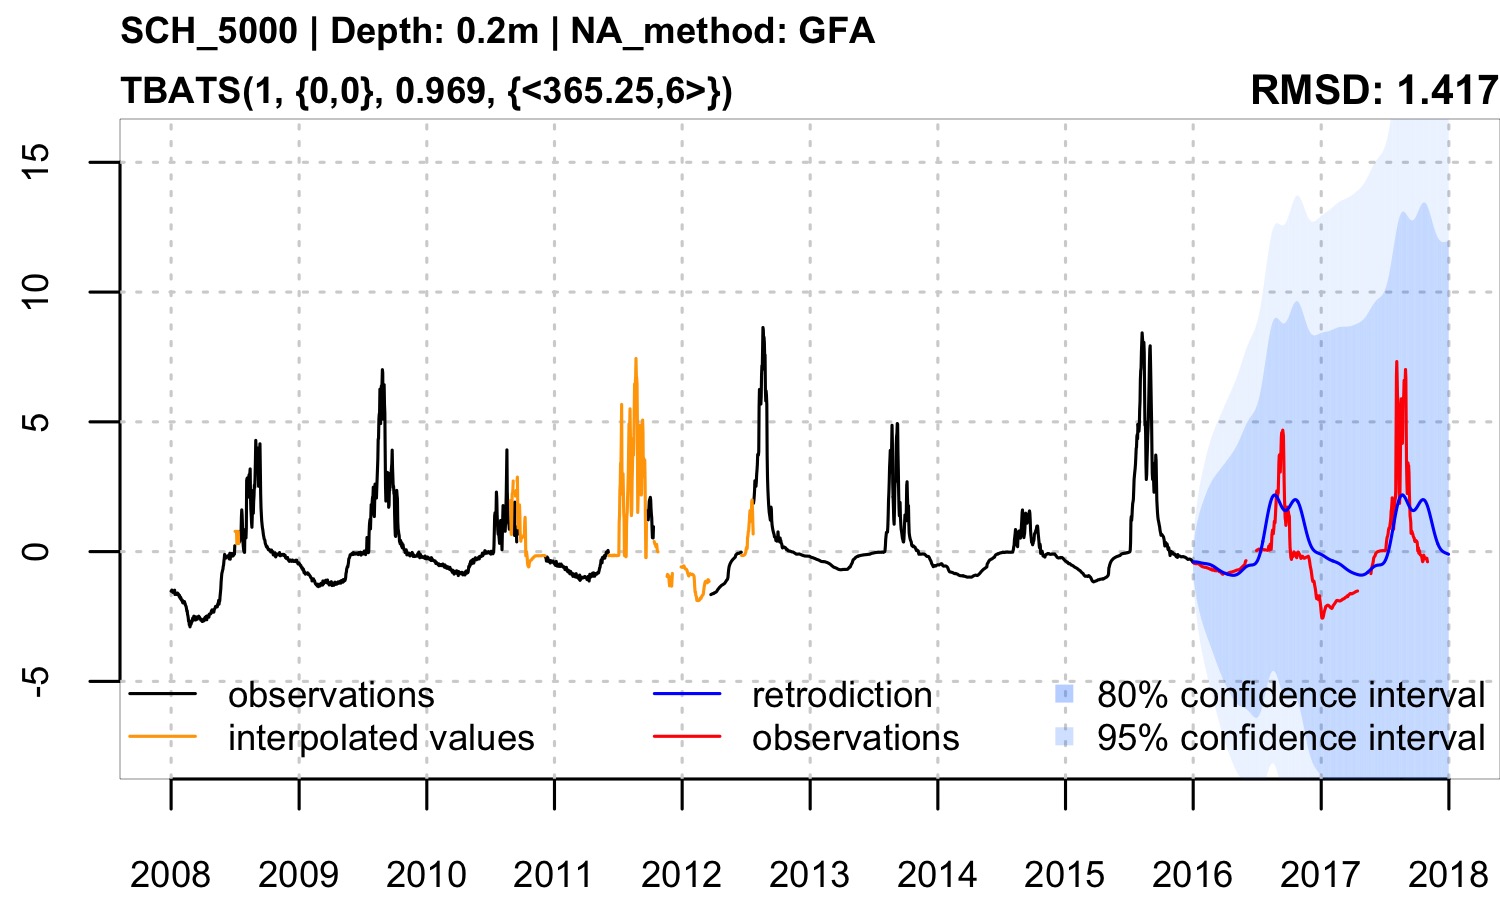 SCH_5000 | Depth: 0.2m | NA_method: GFA
TBATS(1, {0,0}, 0.969, {<365.25,6>})
RMSD: 1.417
15
10
5
0
-5
observations
retrodiction
80% confidence interval
interpolated values
observations
95% confidence interval
2008 2009 2010 2011 2012 2013 2014 2015 2016 2017 2018